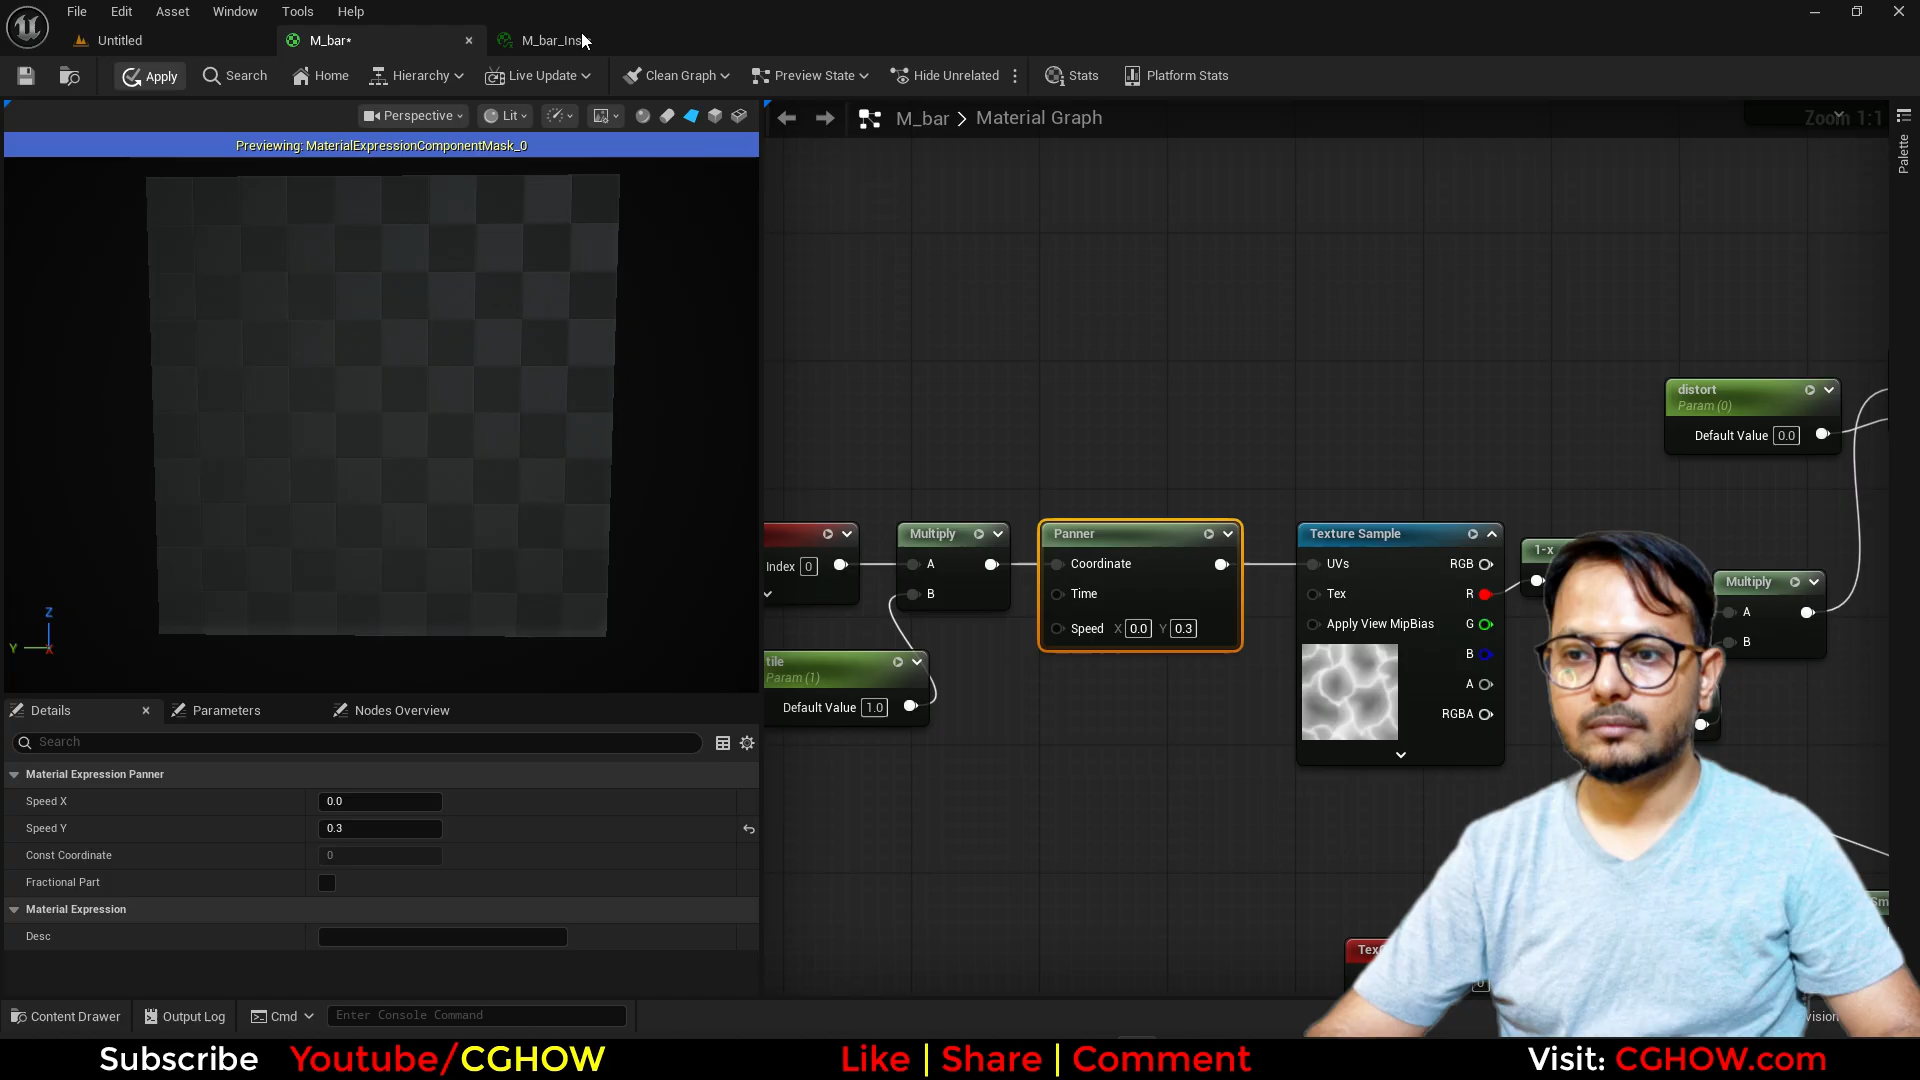 File Edit Asset Window Tools Help
Untitled M_bar* M_bar_Ins
Apply Search Home Hierarchy Live Update Clean Graph Preview State Hide Unrelated Stats Platform Stats
Perspective Lit
M_bar > Material Graph
Zoom 1:1
Palette
Previewing: MaterialExpressionComponentMask_0
distort
Param (0)
Default Value 0.0
Index 0
Multiply
A
B
Panner
Coordinate
Time
Speed X 0.0 Y 0.3
Texture Sample
UVs RGB
Tex R
Apply View MipBias G
B
A
RGBA
1-x
Multiply
A
B
tile
Param (1)
Default Value 1.0
Z
Y X
Details Parameters Nodes Overview
Search
Material Expression Panner
Speed X 0.0
Speed Y 0.3
Const Coordinate 0
Fractional Part
Material Expression
Desc
Content Drawer Output Log Cmd Enter Console Command
Subscribe Youtube/CGHOW Like | Share | Comment Visit: CGHOW.com